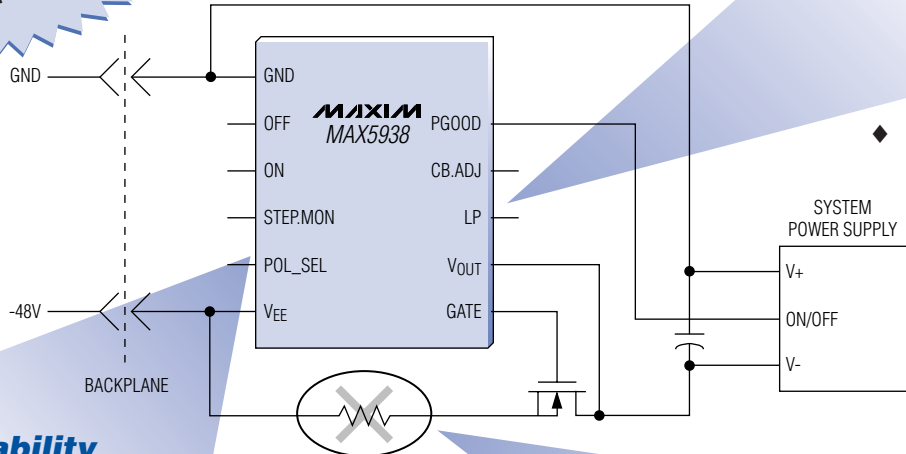 GND
GND
OFF
MAXIM
MAX5938
PGOOD
ON
CB.ADJ
STEP.MON
LP
SYSTEM
POWER SUPPLY
POL_SEL
VOUT
V+
-48V
VEE
GATE
ON/OFF
BACKPLANE
V-
ability